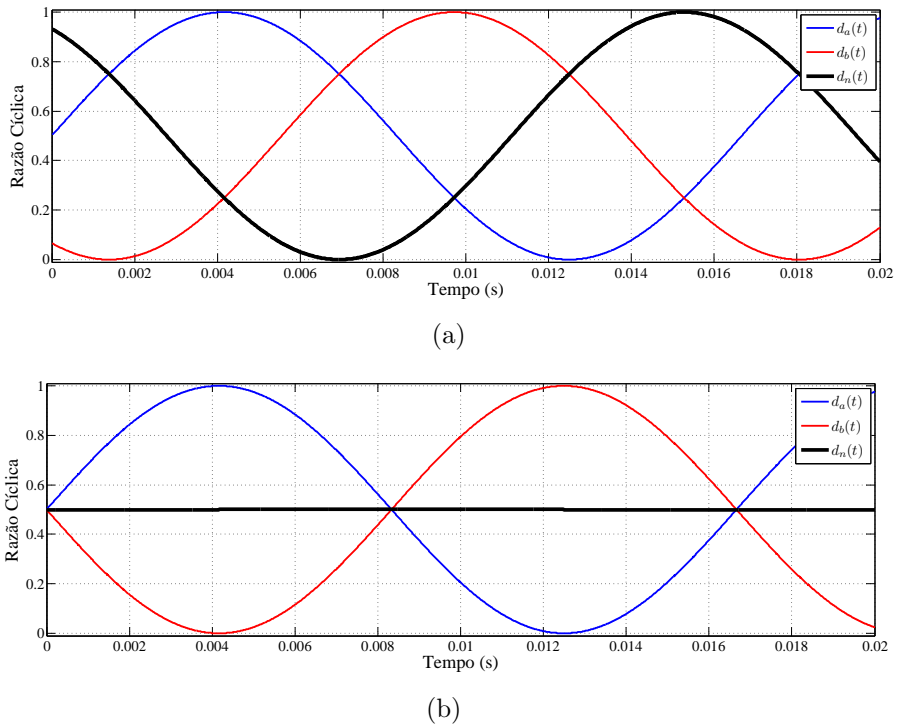 1
0.8
0.6
0.4
0.2
0
Razão Cíclica
0 0.002 0.004 0.006 0.008 0.01 0.012 0.014 0.016 0.018 0.02
Tempo (s)
d_a(t)
d_b(t)
d_n(t)
(a)
1
0.8
0.6
0.4
0.2
0
Razão Cíclica
0 0.002 0.004 0.006 0.008 0.01 0.012 0.014 0.016 0.018 0.02
Tempo (s)
d_a(t)
d_b(t)
d_n(t)
(b)